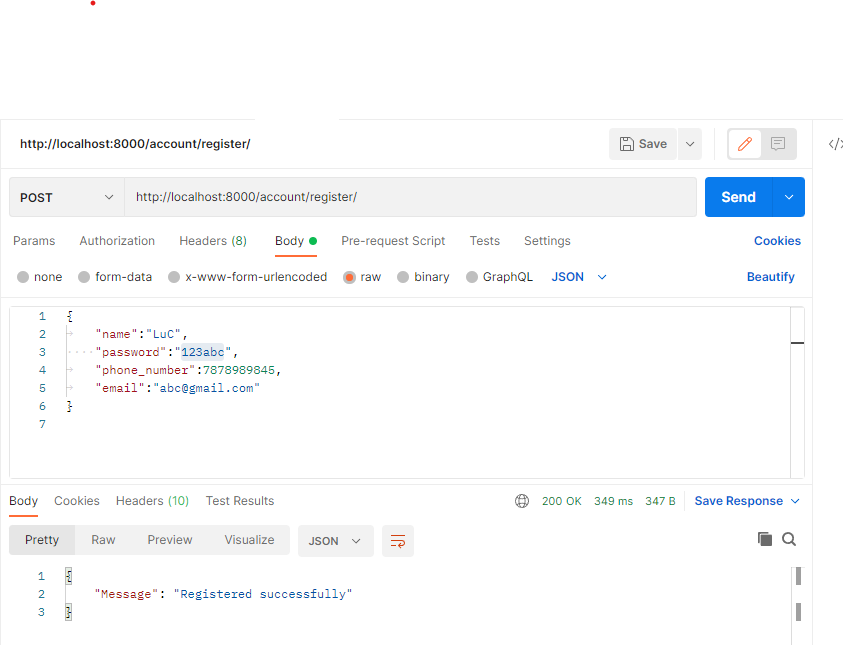 http://localhost:8000/account/register/ Save
POST http://localhost:8000/account/register/ Send
Params Authorization Headers (8) Body Pre-request Script Tests Settings Cookies
none form-data x-www-form-urlencoded raw binary GraphQL JSON Beautify
1 {
2 "name":"LuC",
3 "password":"123abc",
4 "phone_number":7878989845,
5 "email":"abc@gmail.com"
6 }
7
Body Cookies Headers (10) Test Results 200 OK 349 ms 347 B Save Response
Pretty Raw Preview Visualize JSON
1 {
2 "Message": "Registered successfully"
3 }